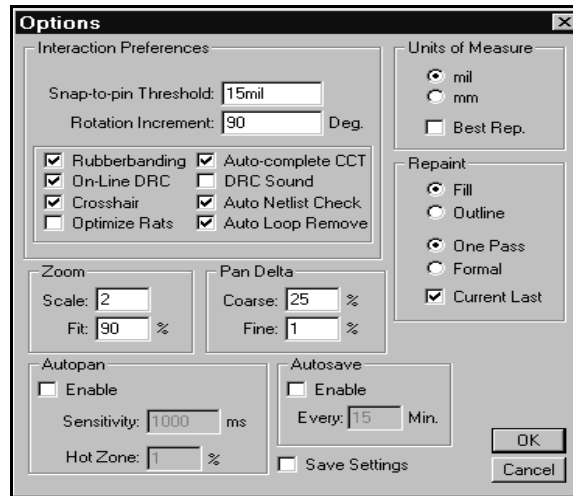 Options
Interaction Preferences
Snap-to-pin Threshold: 15mil
Rotation Increment: 90 Deg.
Rubberbanding Auto-complete CCT
On-Line DRC DRC Sound
Crosshair Auto Netlist Check
Optimize Rats Auto Loop Remove
Units of Measure
mil
mm
Best Rep.
Repaint
Fill
Outline
One Pass
Formal
Current Last
Zoom
Scale: 2
Fit: 90 %
Pan Delta
Coarse: 25 %
Fine: 1 %
Autopan
Enable
Sensitivity: 1000 ms
Hot Zone: 1 %
Autosave
Enable
Every: 15 Min.
Save Settings
OK
Cancel